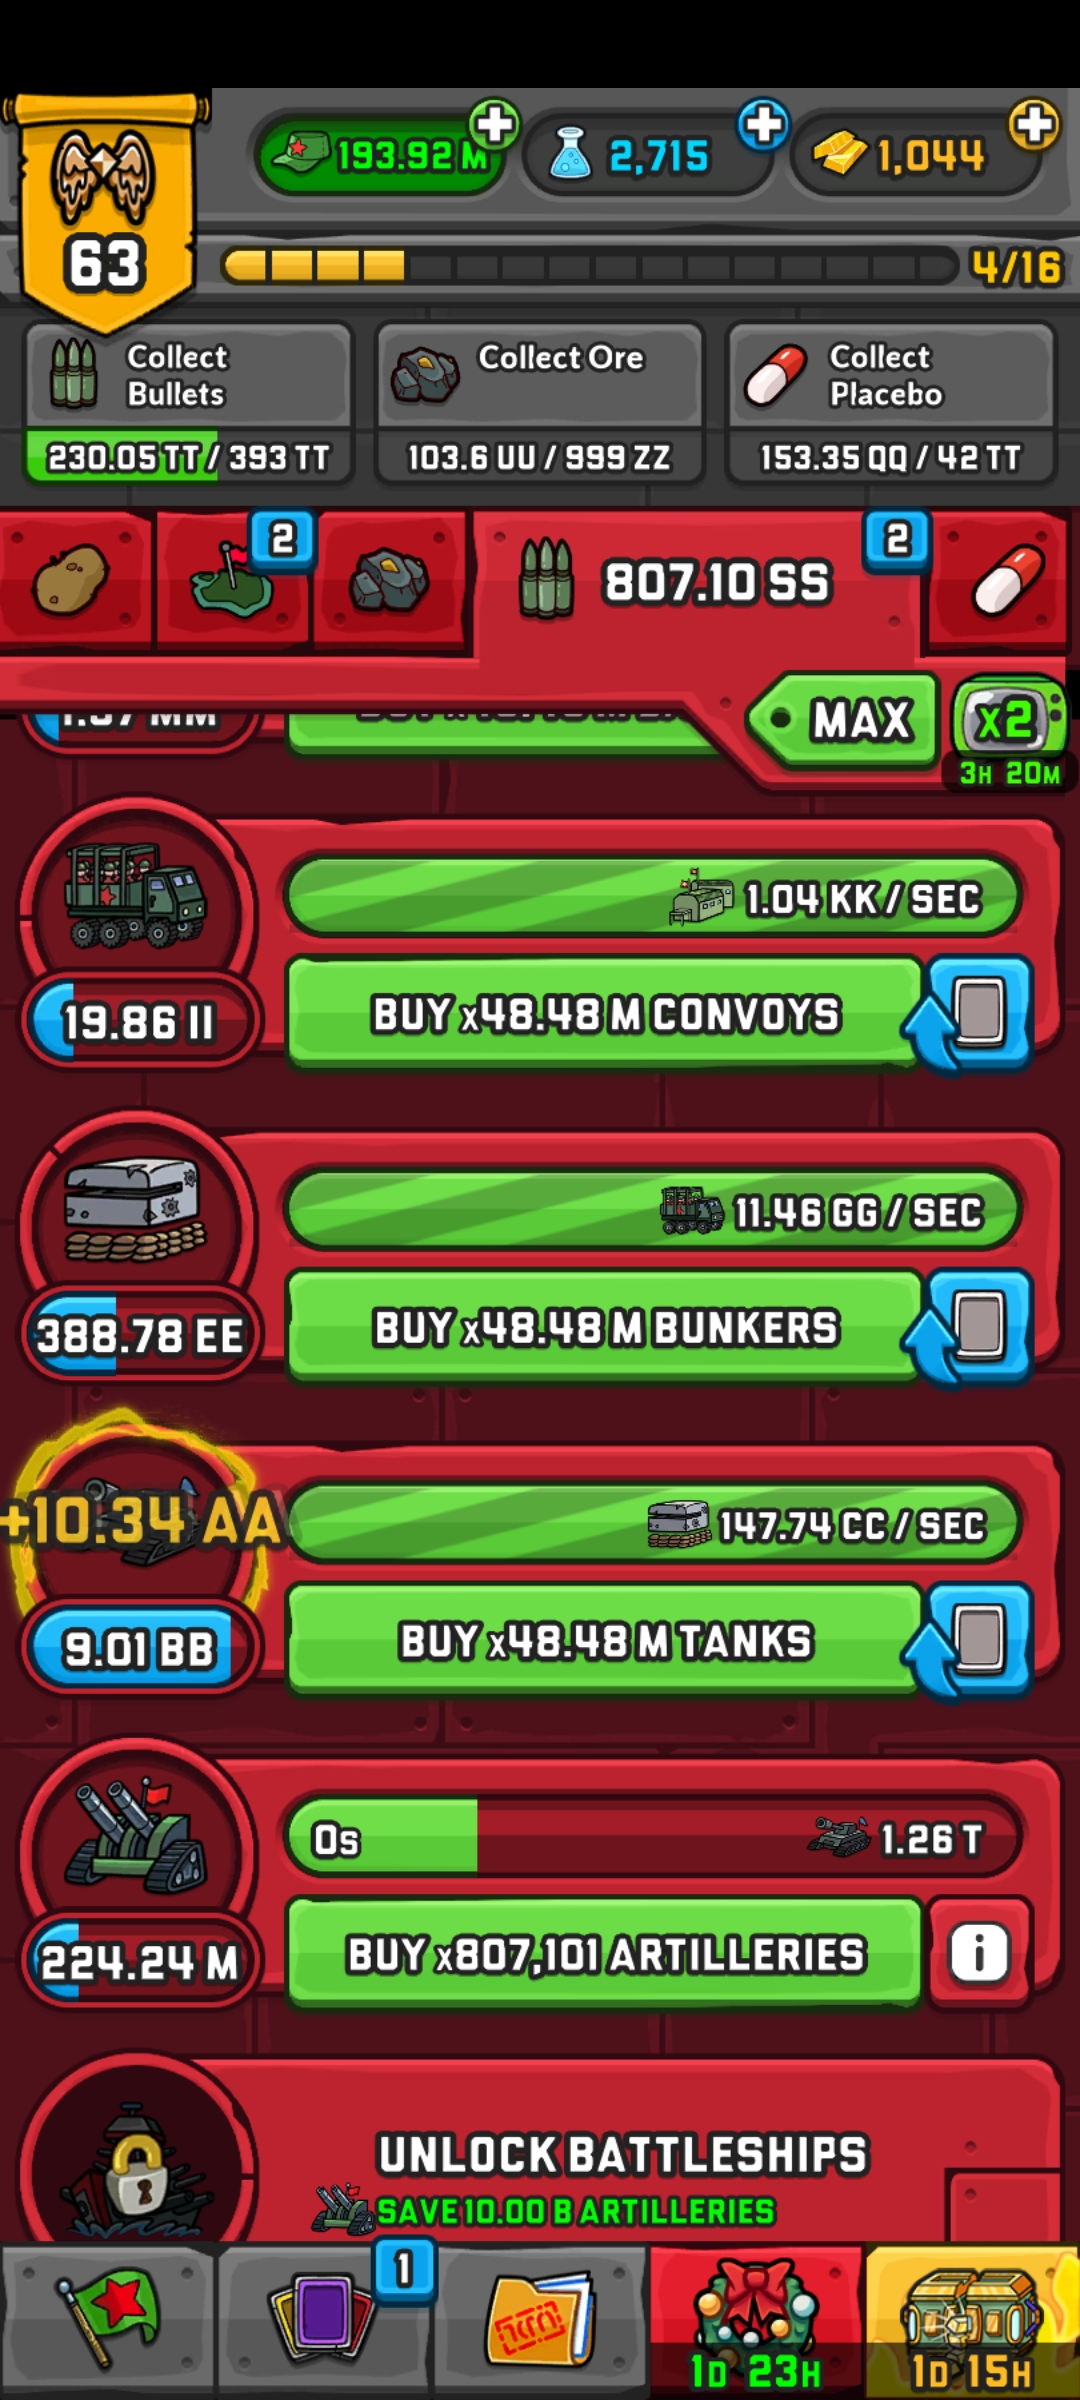 193.92 M
2,715
1,044
63
4/16
Collect
Bullets
Collect Ore
Collect
Placebo
230.05 TT / 393 TT
103.6 UU / 999 ZZ
153.35 QQ / 42 TT
2
807.10 SS
2
MAX
x2
3H 20M
1.04 KK / SEC
19.86 II
BUY x48.48 M CONVOYS
11.46 GG / SEC
388.78 EE
BUY x48.48 M BUNKERS
+10.34 AA
147.74 CC / SEC
9.01 BB
BUY x48.48 M TANKS
0s
1.26 T
224.24 M
BUY x807,101 ARTILLERIES
i
UNLOCK BATTLESHIPS
SAVE 10.00 B ARTILLERIES
1
1D 23H
1D 15H